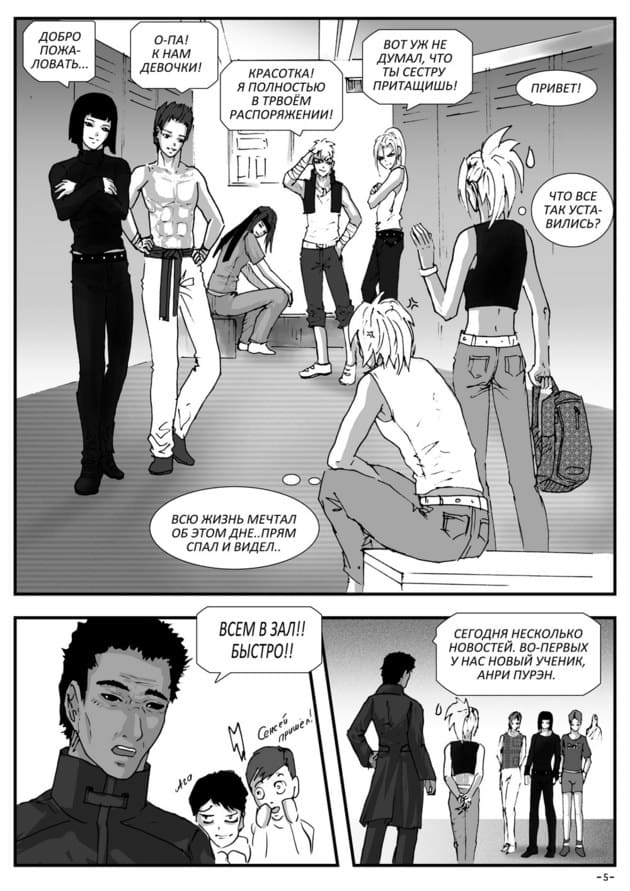 ДОБРО
ПОЖА-
ЛОВАТЬ...
О-ПА!
К НАМ
ДЕВОЧКИ!
КРАСОТКА!
Я ПОЛНОСТЬЮ
В ТРВОЁМ
РАСПОРЯЖЕНИИ!
ВОТ УЖ НЕ
ДУМАЛ, ЧТО
ТЫ СЕСТРУ
ПРИТАЩИШЬ!
ПРИВЕТ!
ЧТО ВСЕ
ТАК УСТА-
ВИЛИСЬ?
ВСЮ ЖИЗНЬ МЕЧТАЛ
ОБ ЭТОМ ДНЕ..ПРЯМ
СПАЛ И ВИДЕЛ..
ВСЕМ В ЗАЛ!!
БЫСТРО!!
Сенсей
пришёл!
Ага
СЕГОДНЯ НЕСКОЛЬКО
НОВОСТЕЙ. ВО-ПЕРВЫХ
У НАС НОВЫЙ УЧЕНИК,
АНРИ ПУРЭН.
-5-